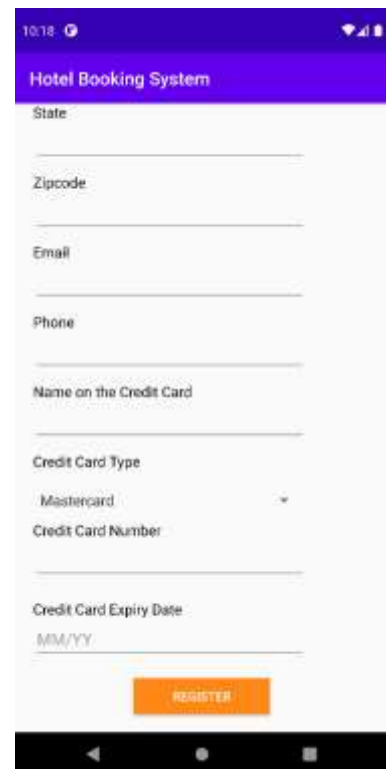 10:18
Hotel Booking System
State
Zipcode
Email
Phone
Name on the Credit Card
Credit Card Type
Mastercard
Credit Card Number
Credit Card Expiry Date
MM/YY
REGISTER